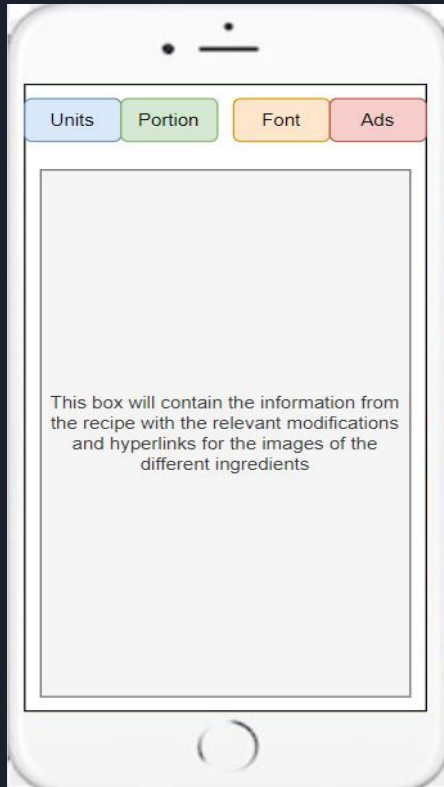 Units Portion Font Ads
This box will contain the information from
the recipe with the relevant modifications
and hyperlinks for the images of the
different ingredients